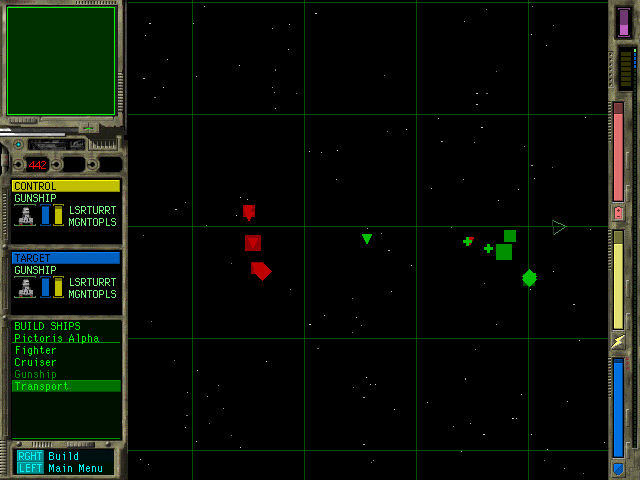 442
CONTROL
GUNSHIP
LSRTURRT
MGNTOPLS
TARGET
GUNSHIP
LSRTURRT
MGNTOPLS
BUILD SHIPS
Pictoris Alpha
Fighter
Cruiser
Gunship
Transport
RGHT Build
LEFT Main Menu